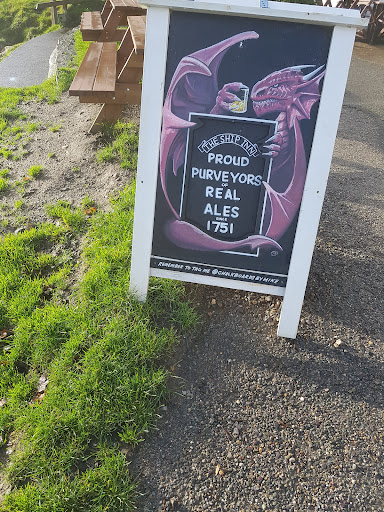 THE SHIP INN
PROUD
PURVEYORS
OF
REAL
ALES
SINCE
1751
REMEMBER TO TAG ME @CHALKBOARDSBYMIKE